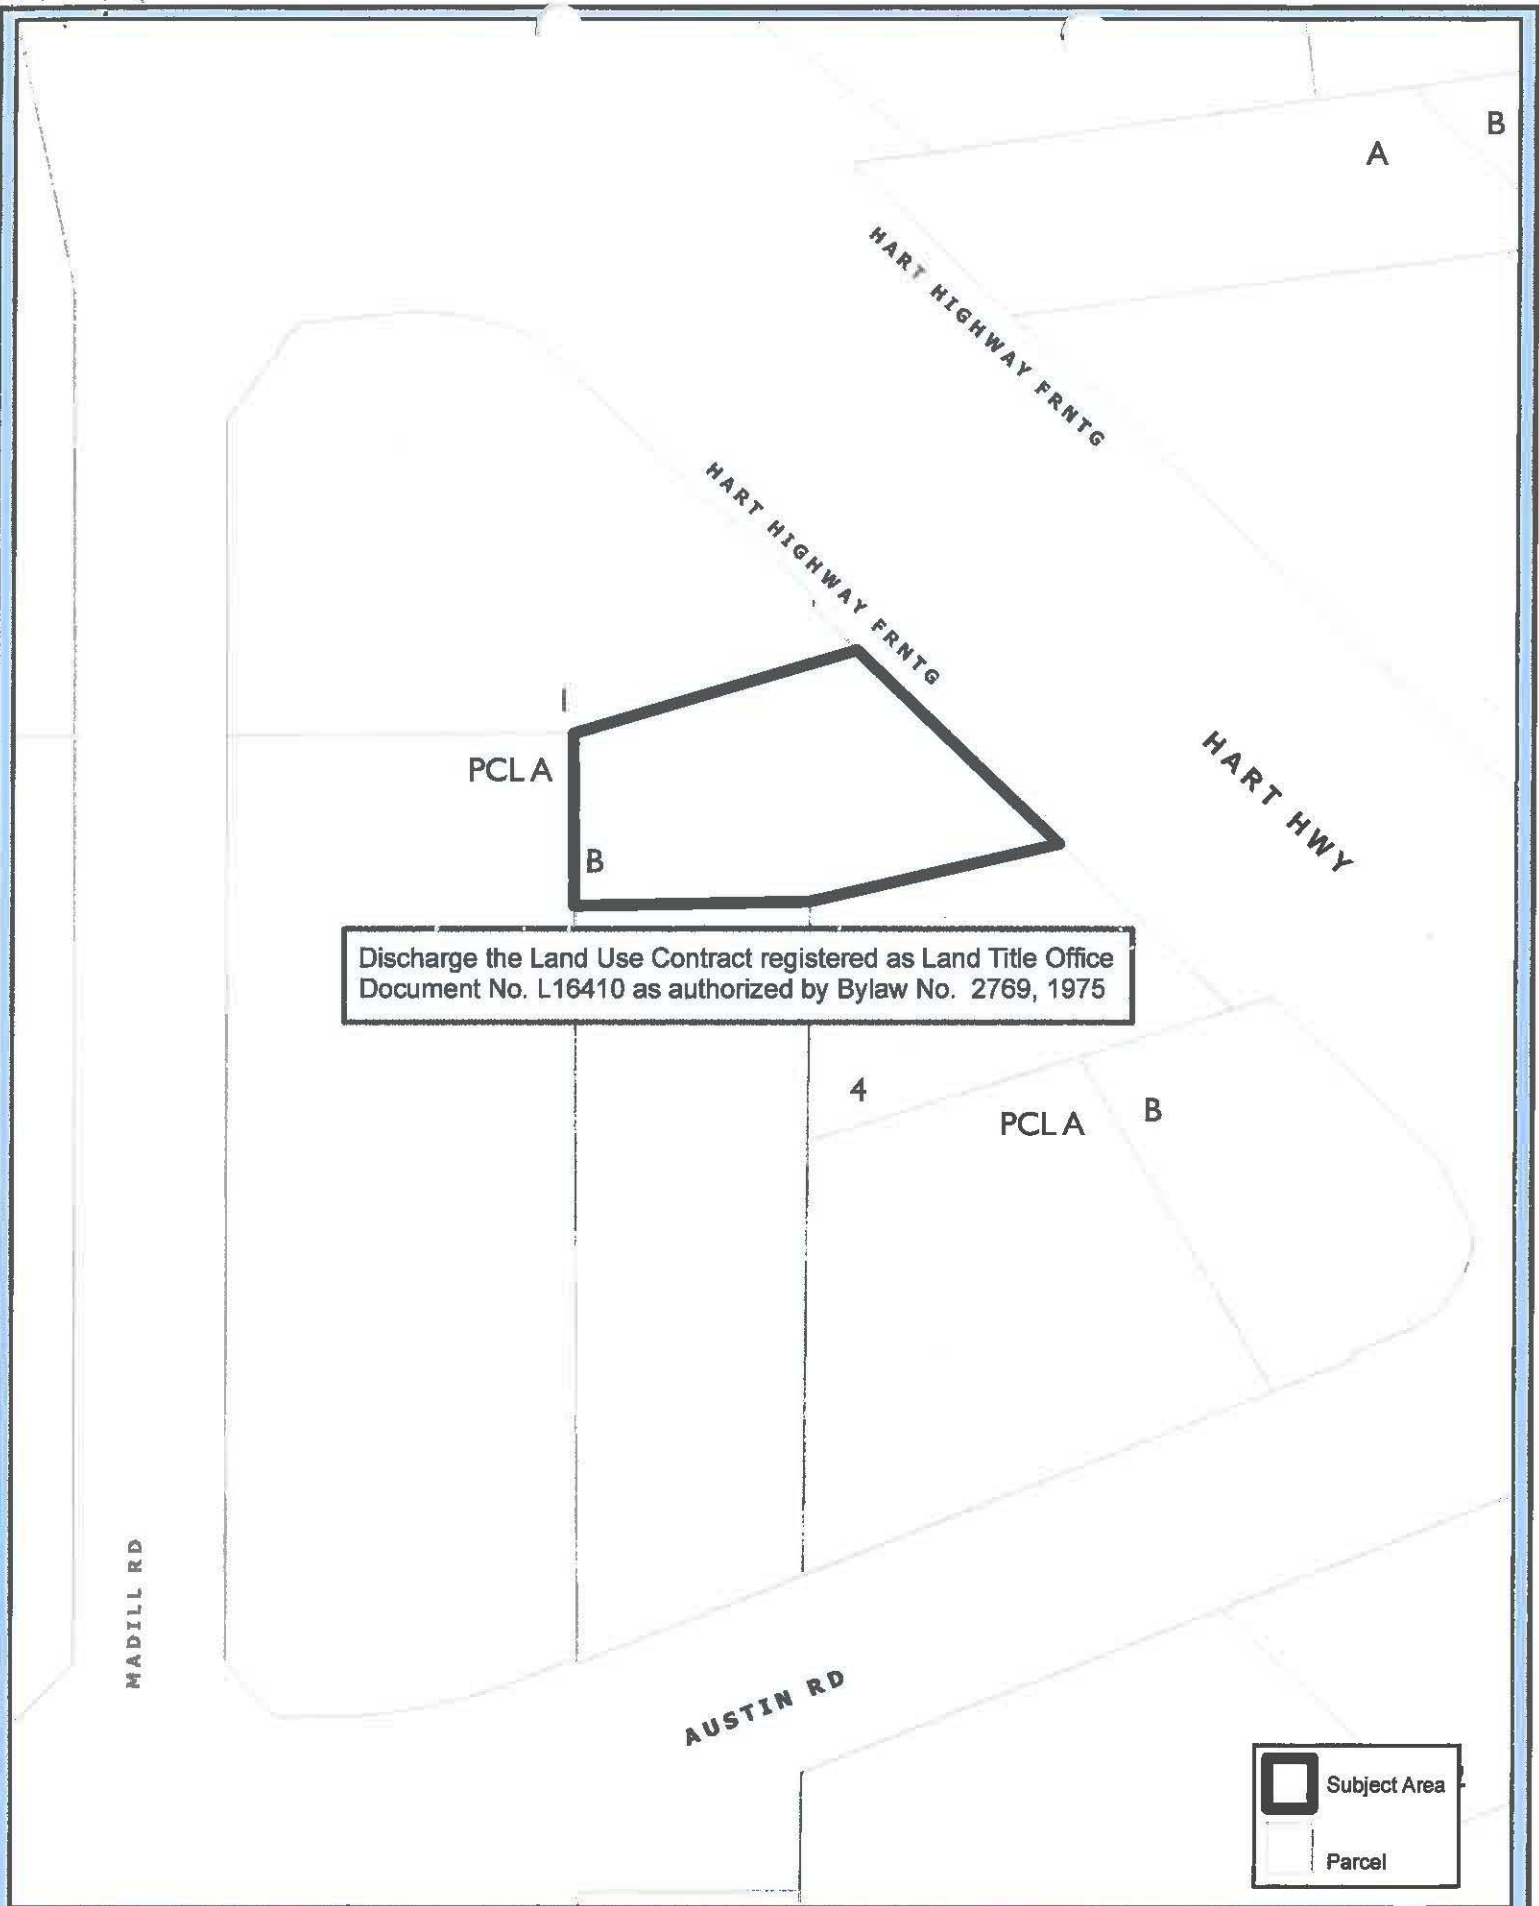 B
A
HART HIGHWAY FRNTG
HART HIGHWAY FRNTG
HART HWY
PCL A
B
Discharge the Land Use Contract registered as Land Title Office
Document No. L16410 as authorized by Bylaw No. 2769, 1975
4
PCL A
B
MADILL RD
AUSTIN RD
Subject Area
Parcel